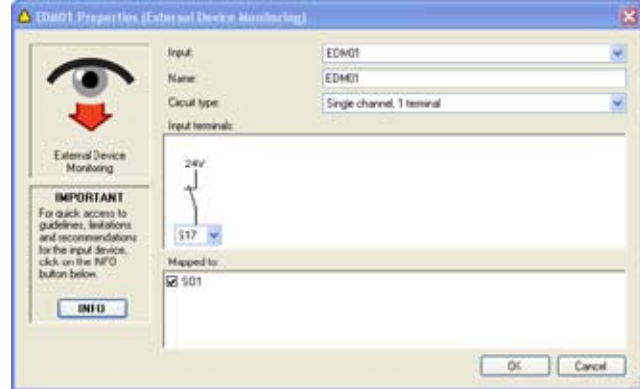 EDM01 Properties (External Device Monitoring)
Input:
EDM01
Name:
EDM01
Circuit type:
Single channel, 1 terminal
Input terminals:
External Device
Monitoring
24V
S17
IMPORTANT
For quick access to
guidelines, limitations
and recommendations
for the input device,
click on the INFO
button below.
INFO
Mapped to:
SO1
OK
Cancel